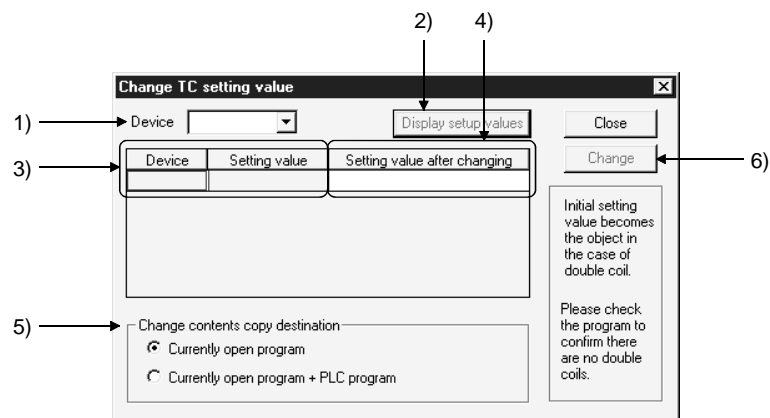 2) 4)
Change TC setting value
1) Device Display setup values Close
3) Device Setting value Setting value after changing Change 6)
Initial setting
value becomes
the object in
the case of
double coil.
Please check
the program to
confirm there
are no double
coils.
5) Change contents copy destination
Currently open program
Currently open program + PLC program